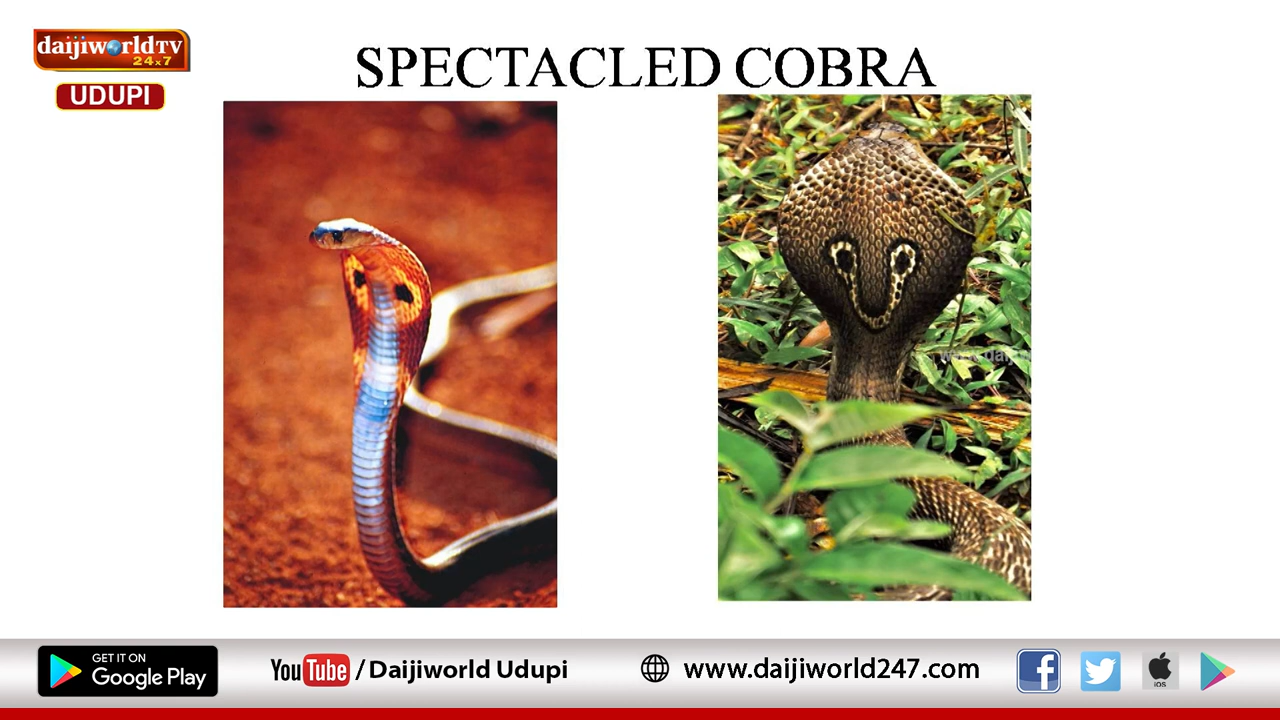 daijiworldTV
24x7
UDUPI
SPECTACLED COBRA
GET IT ON
Google Play
YouTube / Daijiworld Udupi
www.daijiworld247.com
iOS